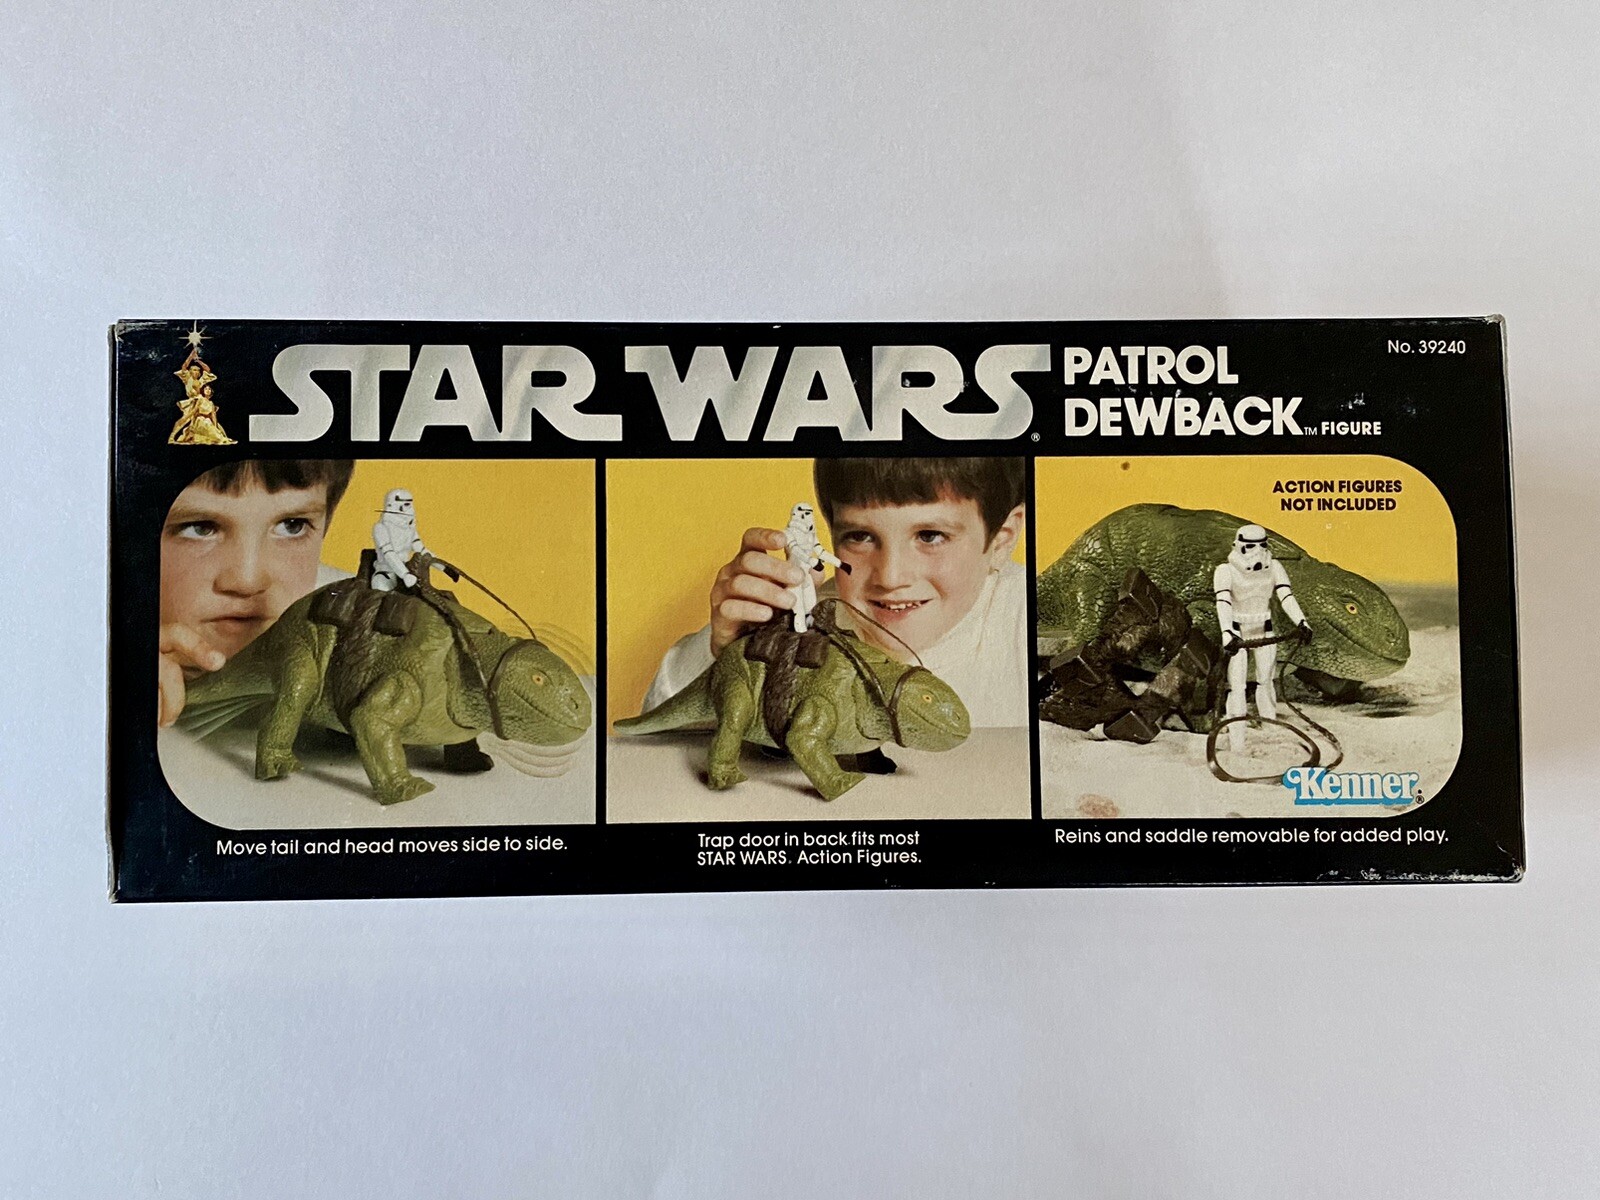 STAR WARS®
PATROL
DEWBACK™ FIGURE
No. 39240
ACTION FIGURES
NOT INCLUDED
Kenner®
Move tail and head moves side to side.
Trap door in back fits most
STAR WARS® Action Figures.
Reins and saddle removable for added play.